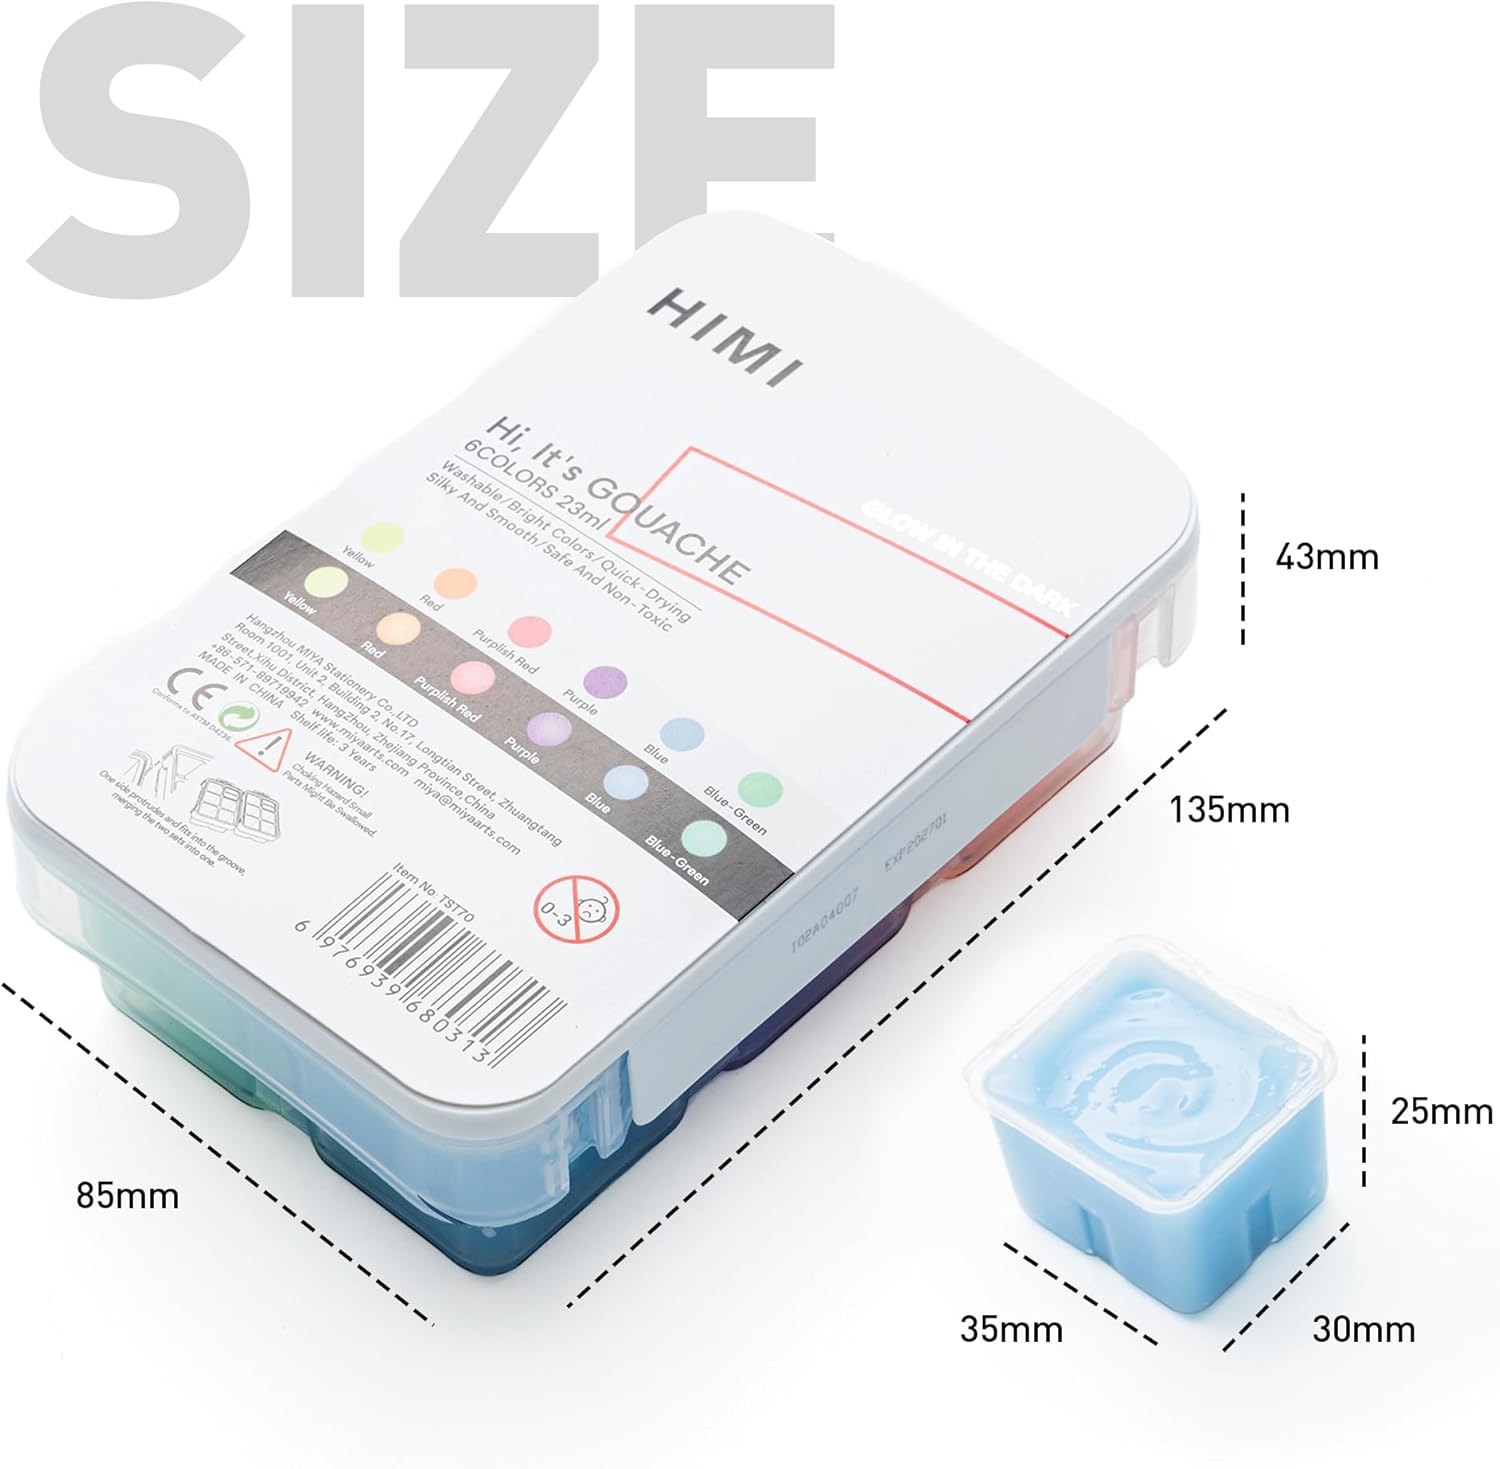 SIZE
HIMI
Hi, It's GOUACHE
6COLORS 23ml
Washable/Bright Colors/Quick-Drying
Silky And Smooth/Safe And Non-Toxic
GLOW IN THE DARK
Yellow
Red
Purplish Red
Purple
Blue
Blue-Green
Yellow
Red
Purplish Red
Purple
Blue
Blue-Green
Hangzhou MIYA Stationery Co.,LTD
Room 1001, Unit 2, Building 2, No.17, Longtian Street, Zhuangtang
Street,Xihu District, Hangzhou, Zhejiang Province,China
+86-571-89719942 www.miyaarts.com miya@miyaarts.com
MADE IN CHINA Shelf life: 3 Years
CE
Conforms to ASTM D4236.
WARNING!
Choking Hazard Small
Parts Might Be Swallowed.
One side protrudes and fits into the groove,
merging the two sets into one.
Item No. TST70
6 976939 680313
0-3
EXP202701
T02A04007
43mm
135mm
85mm
25mm
35mm
30mm